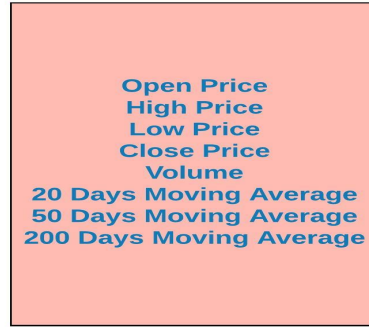 Open Price
High Price
Low Price
Close Price
Volume
20 Days Moving Average
50 Days Moving Average
200 Days Moving Average